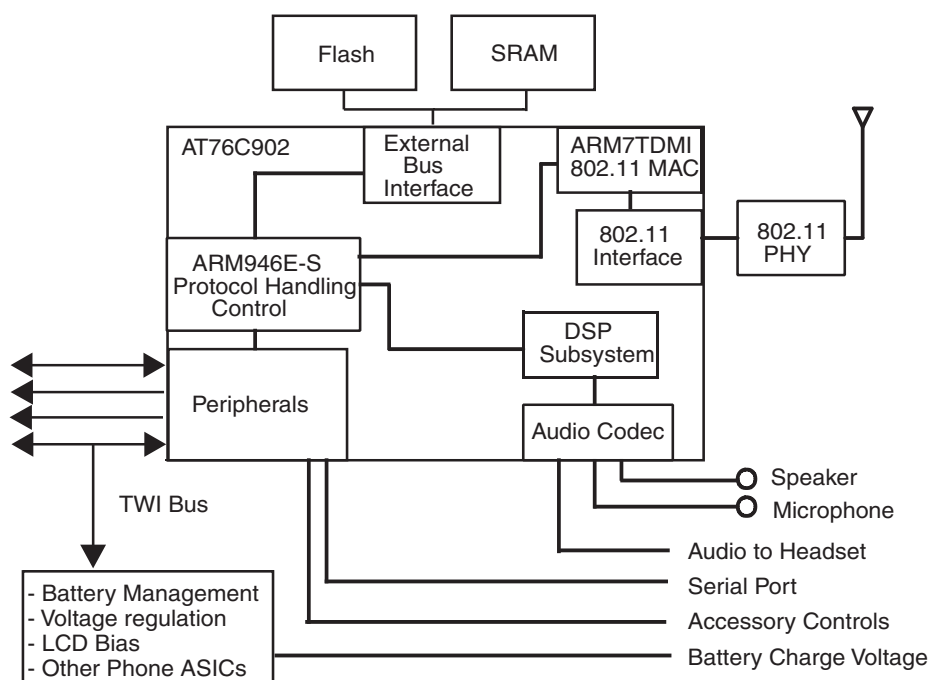 Flash
SRAM
AT76C902
External
Bus
Interface
ARM7TDMI
802.11 MAC
802.11
Interface
802.11
PHY
ARM946E-S
Protocol Handling
Control
DSP
Subsystem
Peripherals
Audio Codec
Speaker
Microphone
TWI Bus
Audio to Headset
Serial Port
Accessory Controls
Battery Charge Voltage
- Battery Management
- Voltage regulation
- LCD Bias
- Other Phone ASICs